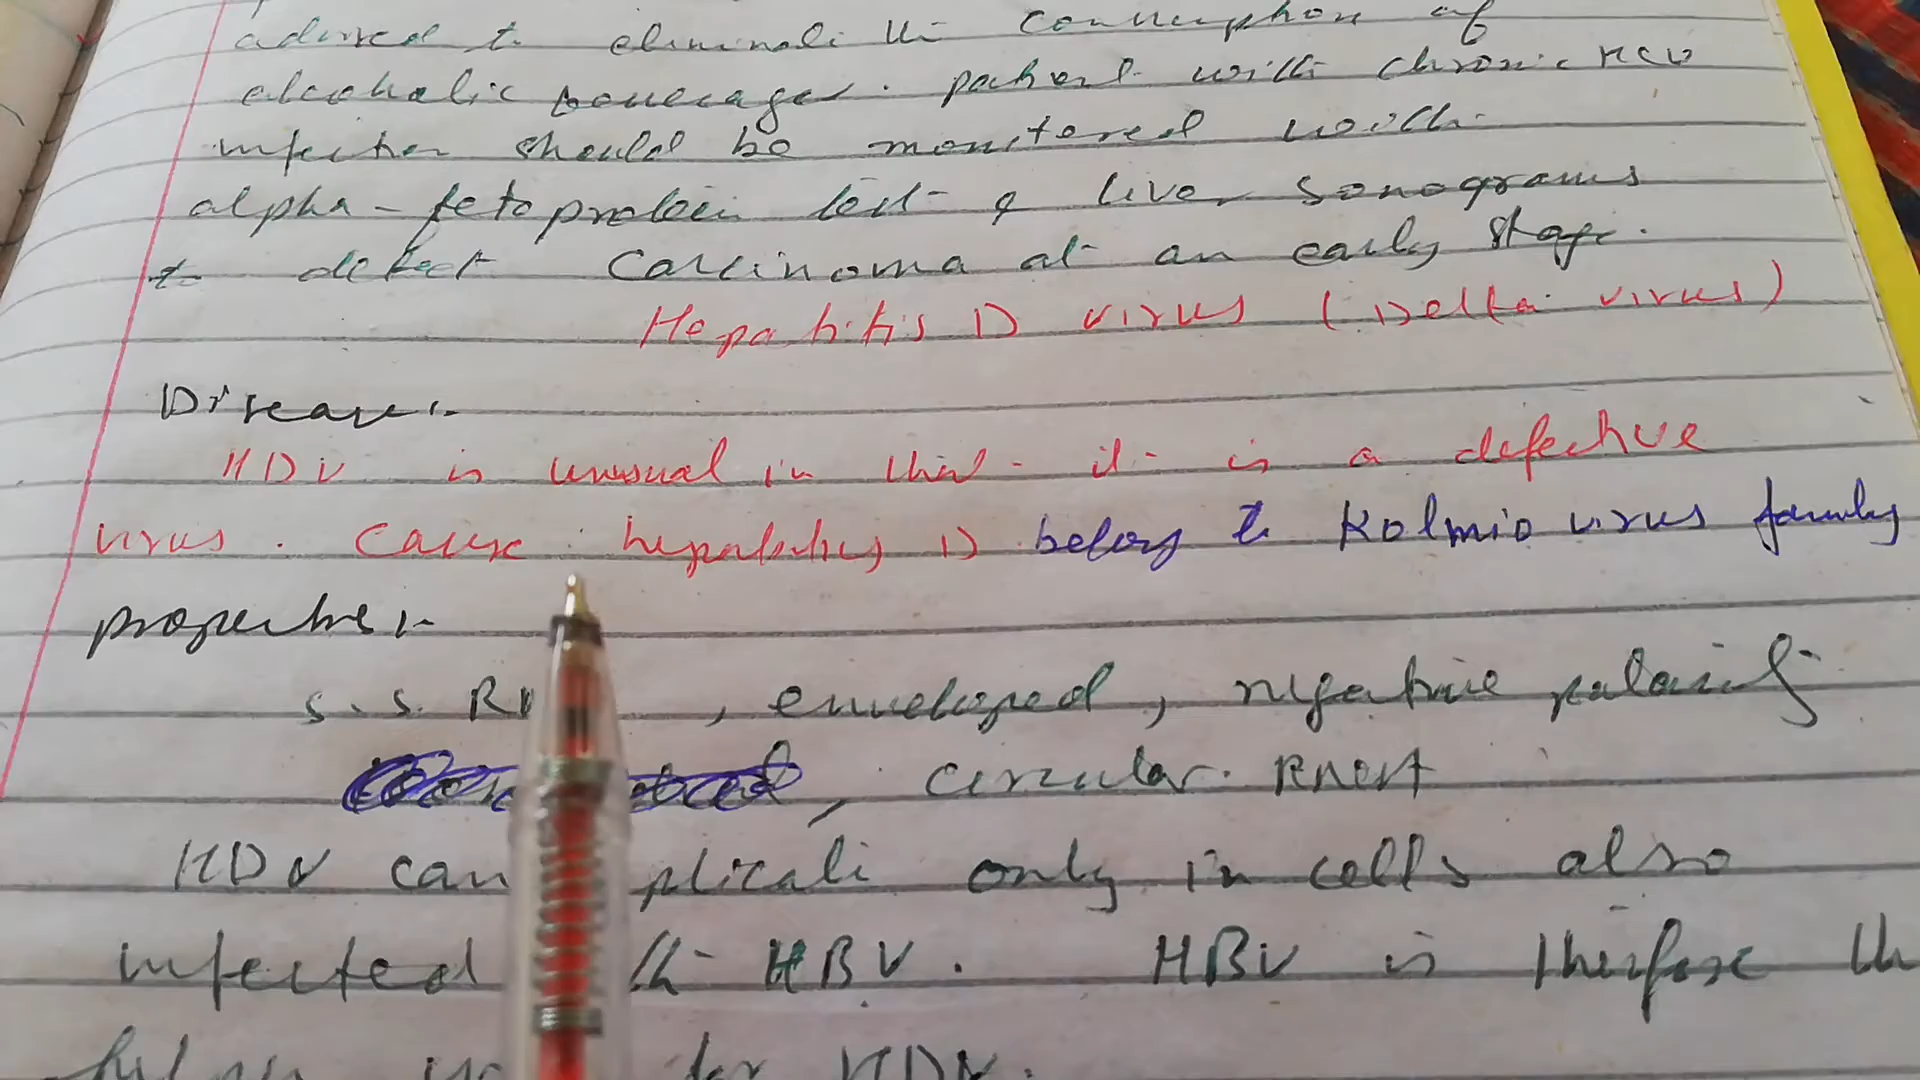 advised to eliminate the consumption of
alcoholic beverages. patient with chronic HCV
infection should be monitered with
alpha-fetoprotein test & liver sonograms
to detect Carcinoma at an early stage.
Hepatitis D virus (Delta virus)
Disease:-
HDV is unusual in that it is a defective
virus. Cause hepatitis D belong to Kolmio virus family
properties:-
s.s. , enveloped, negative polarity
, circular
HDV can only in cells also
infected HBV. HBV is therefore the
for HDV.